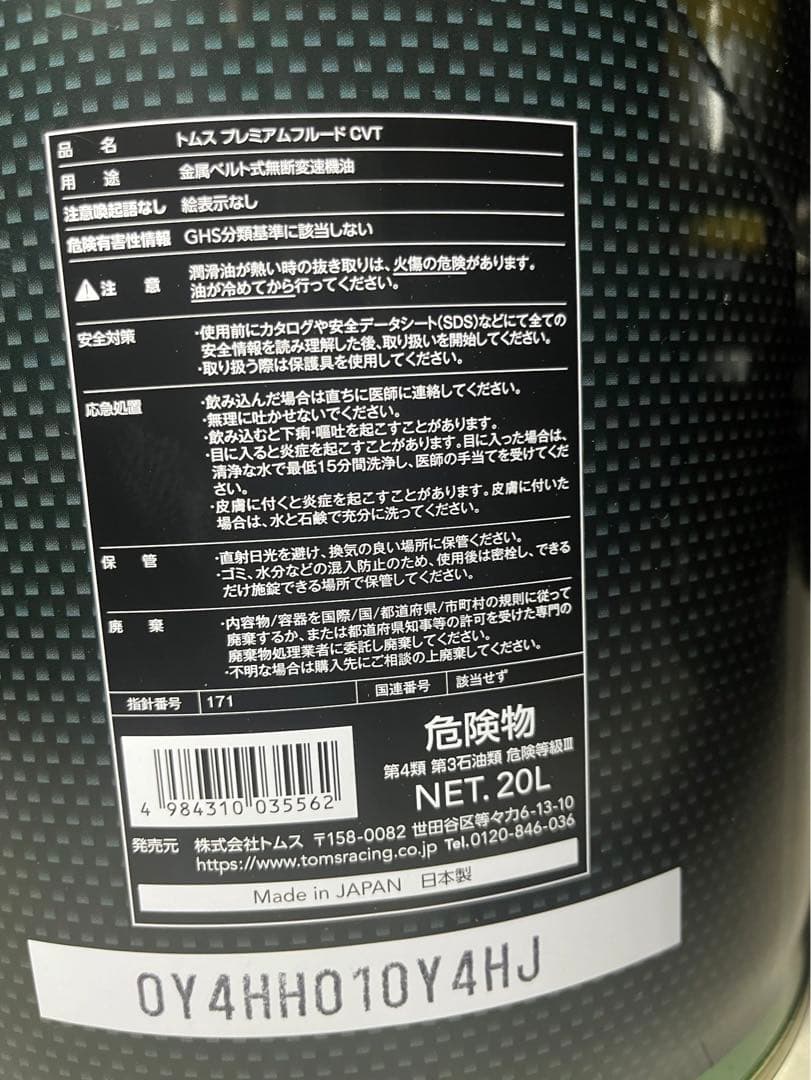 品名 トムス プレミアムフルード CVT
用途 金属ベルト式無断変速機油
注意喚起語なし 絵表示なし
危険有害性情報 GHS分類基準に該当しない
注意 潤滑油が熱い時の抜き取りは、火傷の危険があります。
油が冷めてから行ってください。
安全対策 ・使用前にカタログや安全データシート(SDS)などにて全ての
安全情報を読み理解した後、取り扱いを開始してください。
・取り扱う際は保護具を使用してください。
応急処置 ・飲み込んだ場合は直ちに医師に連絡してください。
・無理に吐かせないでください。
・飲み込むと下痢・嘔吐を起こすことがあります。
・目に入ると炎症を起こすことがあります。目に入った場合は、
清浄な水で最低15分間洗浄し、医師の手当てを受けてくだ
さい。
・皮膚に付くと炎症を起こすことがあります。皮膚に付いた
場合は、水と石鹸で充分に洗ってください。
保管 ・直射日光を避け、換気の良い場所に保管ください。
・ゴミ、水分などの混入防止のため、使用後は密栓し、できる
だけ施錠できる場所で保管してください。
廃棄 ・内容物/容器を国際/国/都道府県/市町村の規則に従って
廃棄するか、または都道府県知事等の許可を受けた専門の
廃棄物処理業者に委託し廃棄してください。
・不明な場合は購入先にご相談の上廃棄してください。
指針番号 171 国連番号 該当せず
危険物
第4類 第3石油類 危険等級Ⅲ
NET. 20L
4 984310 035562
発売元 株式会社トムス 〒158-0082 世田谷区等々力6-13-10
https://www.tomsracing.co.jp Tel.0120-846-036
Made in JAPAN 日本製
0Y4HH010Y4HJ